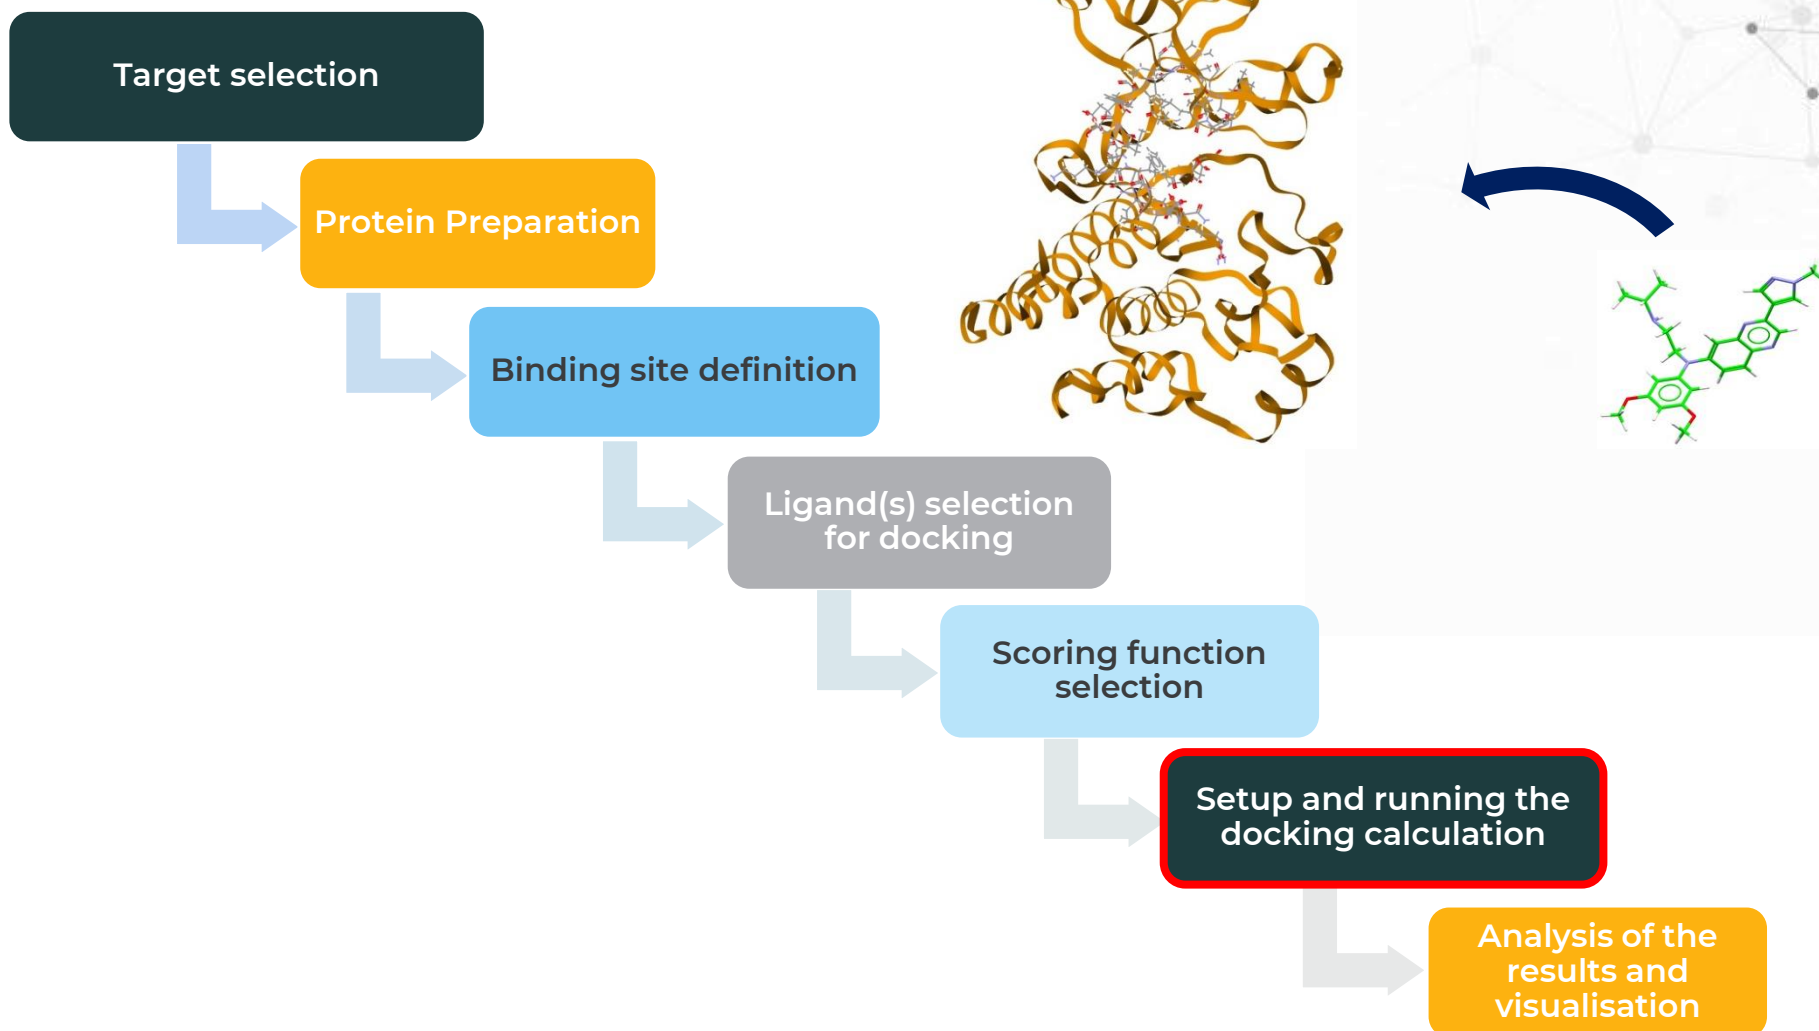 Target selection
Protein Preparation
Binding site definition
Ligand(s) selection
for docking
Scoring function
selection
Setup and running the
docking calculation
Analysis of the
results and
visualisation